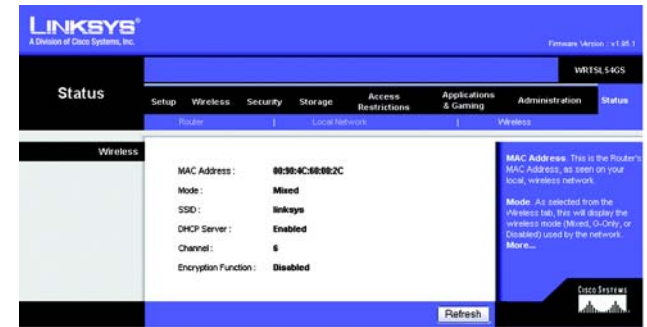 LINKSYS®
A Division of Cisco Systems, Inc.
Firmware Version : v1.95.1
WRTSL54GS
Status
Setup Wireless Security Storage Access Restrictions Applications & Gaming Administration Status
Router | Local Network | Wireless
Wireless
MAC Address : 00:90:4C:60:00:2C
Mode : Mixed
SSID : linksys
DHCP Server : Enabled
Channel : 6
Encryption Function : Disabled
MAC Address. This is the Router's
MAC Address, as seen on your
local, wireless network.
Mode. As selected from the
Wireless tab, this will display the
wireless mode (Mixed, G-Only, or
Disabled) used by the network.
More...
Refresh
CISCO SYSTEMS